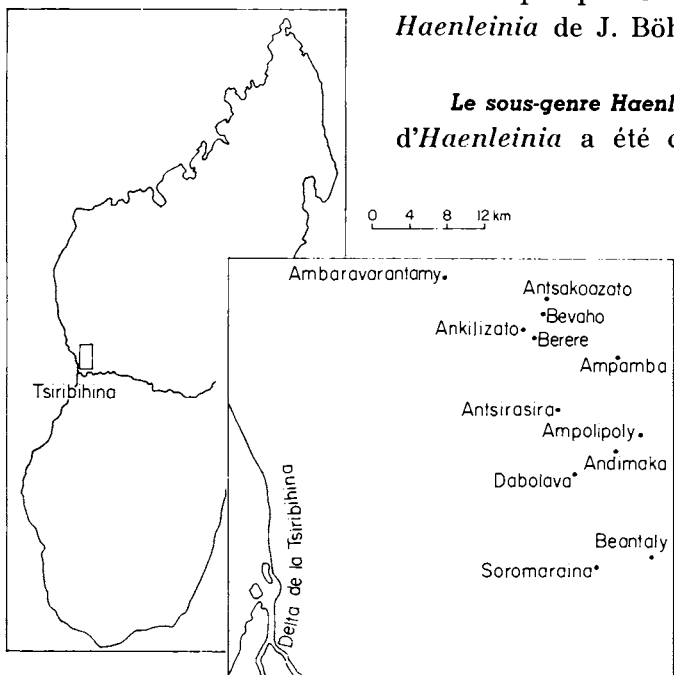 Haenleinia de J. Böh
Le sous-genre Haenl
d'Haenleinia a été
0 4 8 12 km
Ambaravarantamy
Antsakoazato
Bevaho
Ankilizato
Berere
Ampamba
Tsiribihina
Antsirasira
Ampolipoly
Andimaka
Dabolava
Delta de la Tsiribihina
Beantaly
Soromaraina